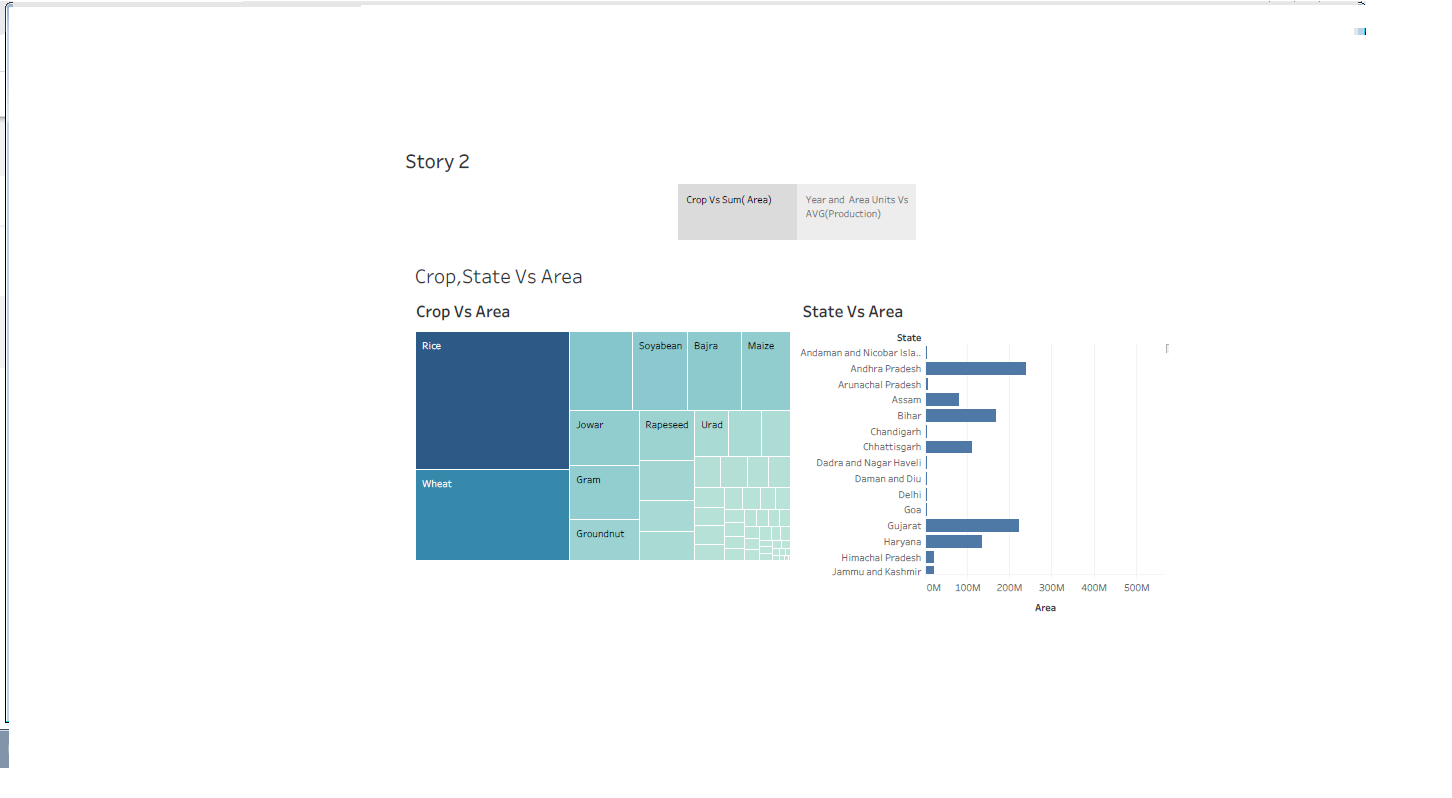 Story 2
Crop Vs Sum( Area)
Year and Area Units Vs
AVG(Production)
Crop,State Vs Area
Crop Vs Area
Rice
Soyabean
Bajra
Maize
Jowar
Rapeseed
Urad
Gram
Wheat
Groundnut
State Vs Area
State
Andaman and Nicobar Isla..
Andhra Pradesh
Arunachal Pradesh
Assam
Bihar
Chandigarh
Chhattisgarh
Dadra and Nagar Haveli
Daman and Diu
Delhi
Goa
Gujarat
Haryana
Himachal Pradesh
Jammu and Kashmir
0M 100M 200M 300M 400M 500M
Area